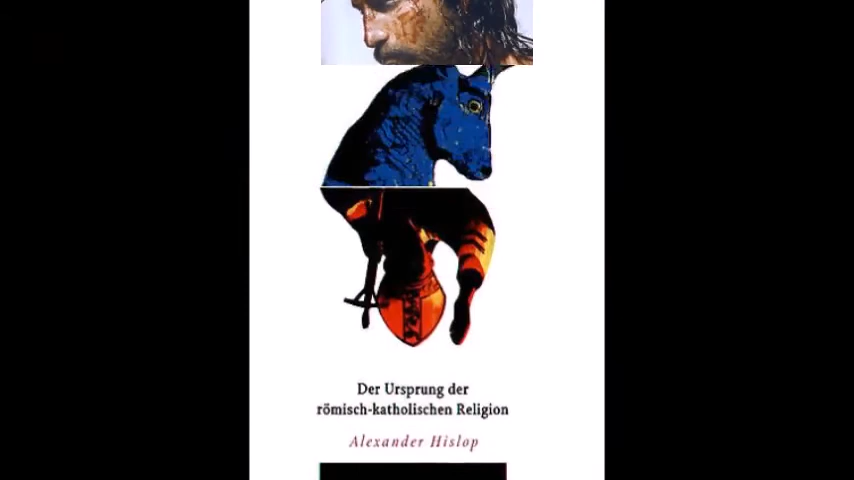 Der Ursprung der
römisch-katholischen Religion
Alexander Hislop